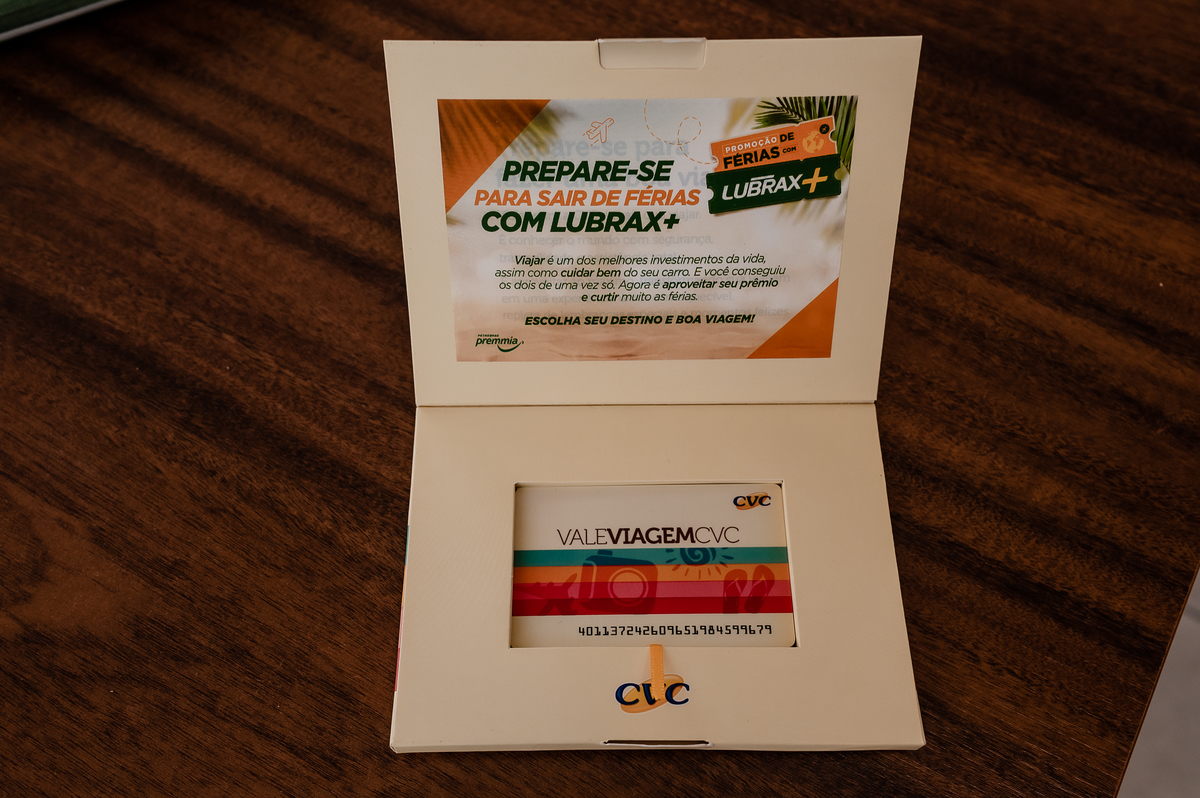 PREPARE-SE
PARA SAIR DE FÉRIAS
COM LUBRAX+
PROMOÇÃO DE
FÉRIAS COM
LUBRAX+
Viajar é um dos melhores investimentos da vida,
assim como cuidar bem do seu carro. E você conseguiu
os dois de uma vez só. Agora é aproveitar seu prêmio
e curtir muito as férias.
ESCOLHA SEU DESTINO E BOA VIAGEM!
PETROBRAS
premmia
CVC
VALEVIAGEMCVC
401137242609651984599679
CVC